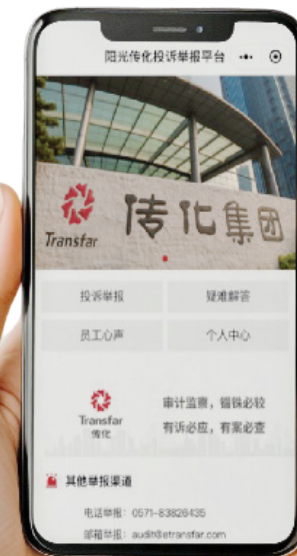 阳光传化投诉举报平台
传化集团
Transfar
投诉举报
疑难解答
员工心声
个人中心
Transfar
传化
审计监察，锱铢必较
有诉必应，有案必查
其他举报渠道
电话举报：0571-83826435
邮箱举报：audit@etransfar.com